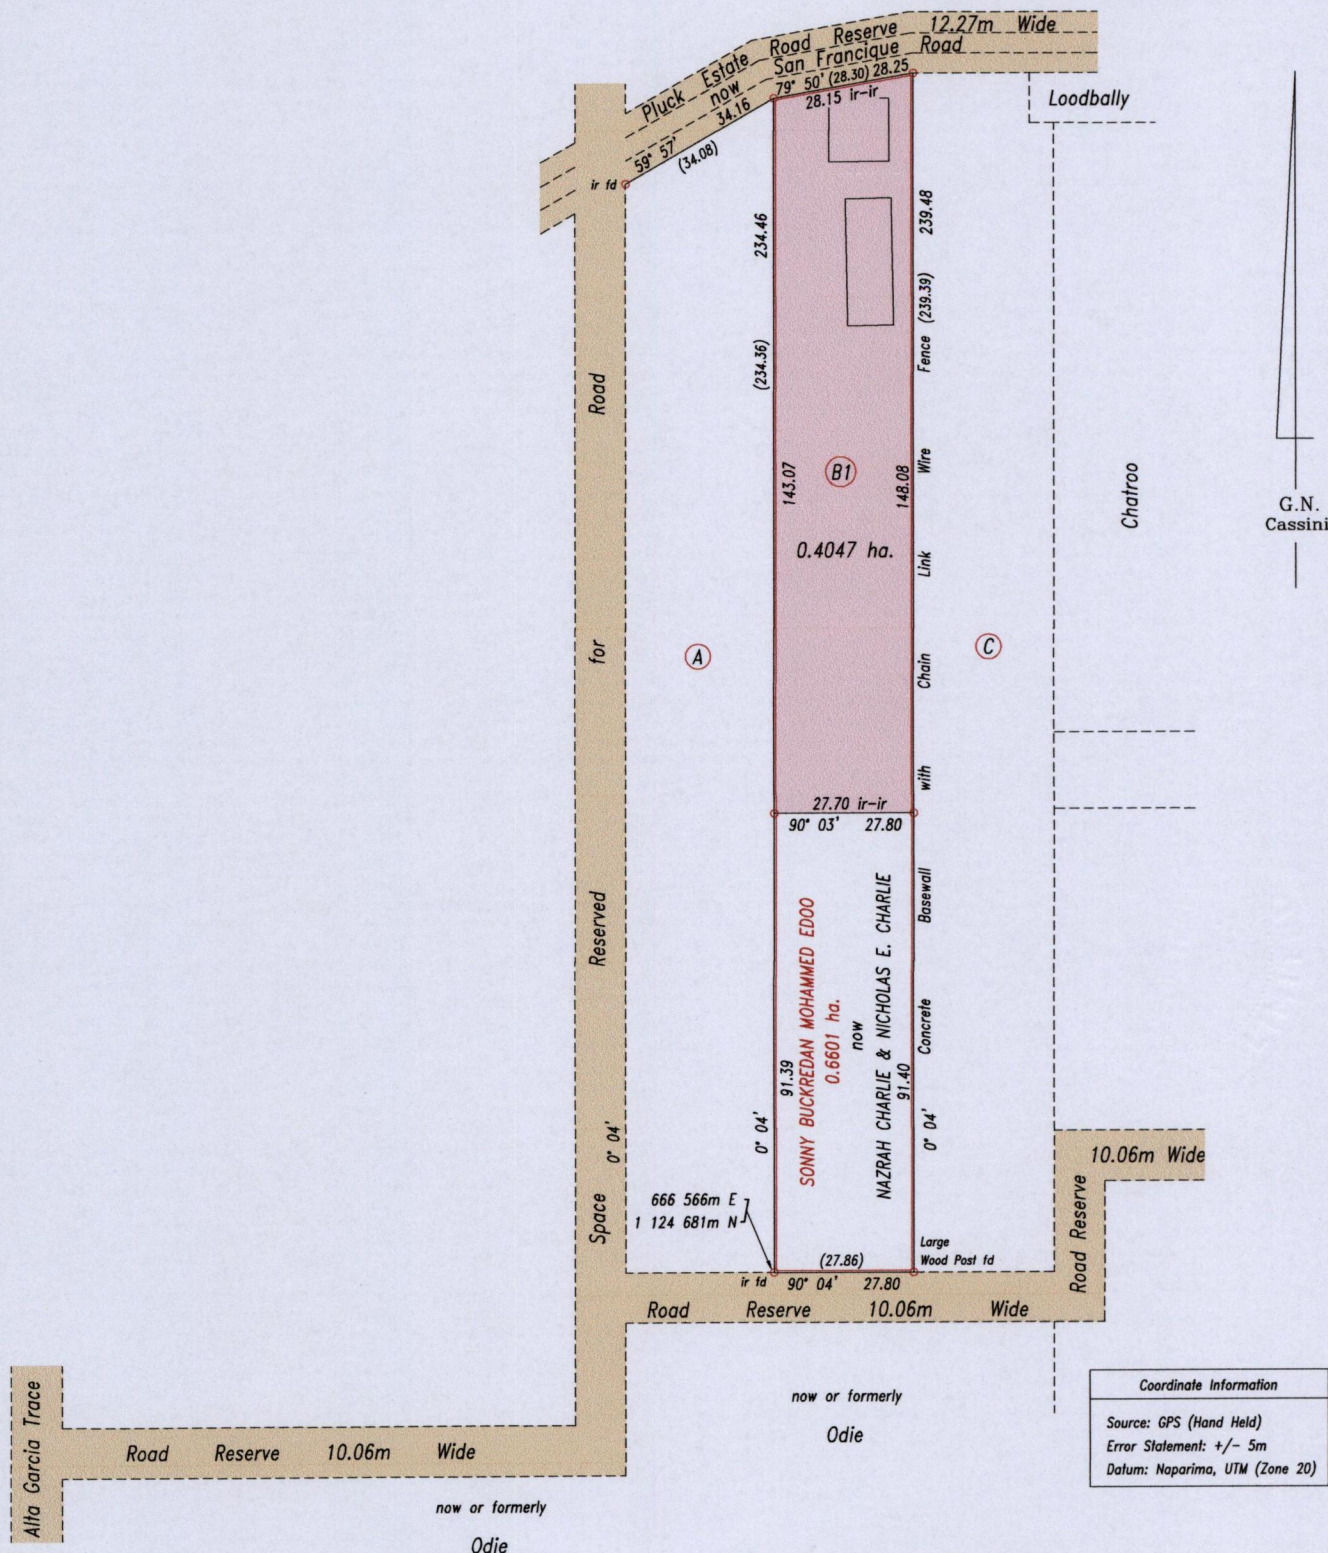 Pluck Estate Road Reserve 12.27m Wide
now San Francique Road
79° 50' (28.30) 28.25
28.15 ir-ir
34.16
59° 57'
(34.08)
ir fd
Loodbally
234.46
(234.36)
239.48
(239.39)
Space Reserved for Road
0° 04'
143.07
B1
148.08
0.4047 ha.
A
C
Chatroo
G.N.
Cassini
Large Concrete Basewall with Chain Link Wire Fence
27.70 ir-ir
90° 03' 27.80
SONNY BUCKREDAN MOHAMMED EDOO
0.6601 ha.
now
NAZRAH CHARLIE & NICHOLAS E. CHARLIE
91.39
91.40
0° 04'
0° 04'
666 566m E
1 124 681m N
Wood Post fd
(27.86)
ir fd 90° 04' 27.80
Road Reserve 10.06m Wide
Road Reserve
10.06m Wide
now or formerly
Odie
Alta Garcia Trace
Road Reserve 10.06m Wide
now or formerly
Odie
Coordinate Information
Source: GPS (Hand Held)
Error Statement: +/- 5m
Datum: Naparima, UTM (Zone 20)